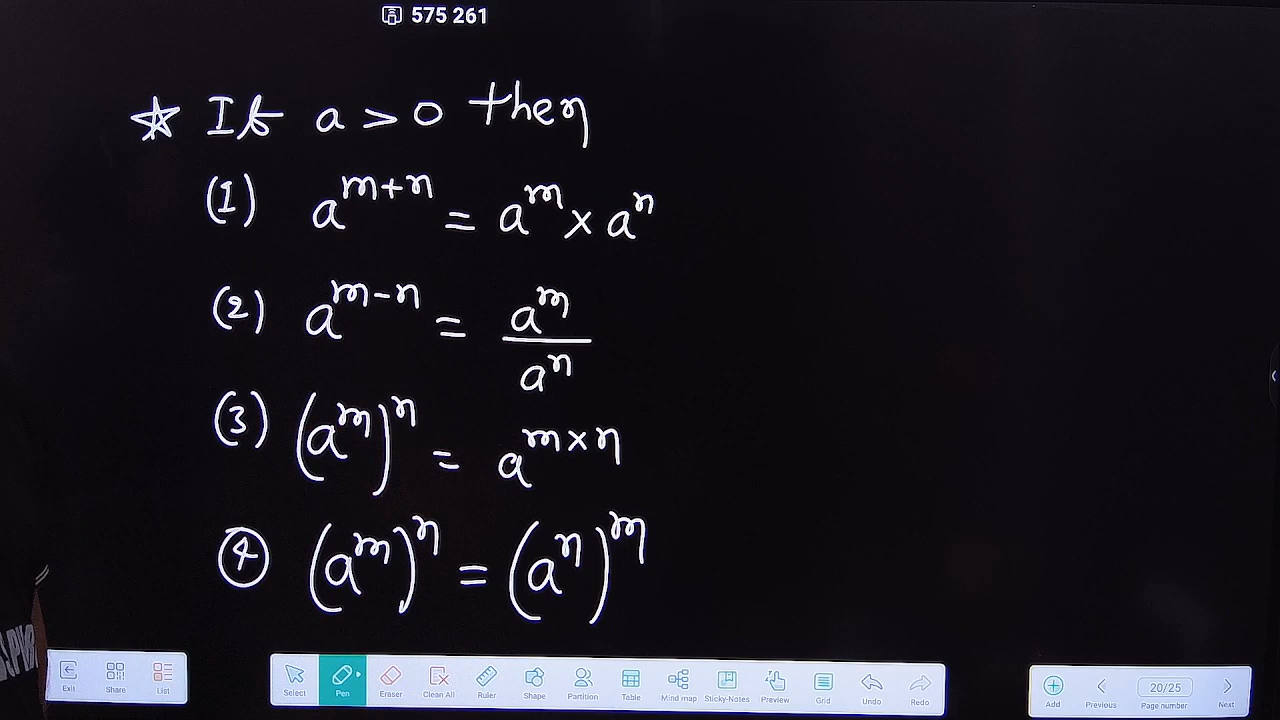 575 261
☆ If a > 0 then
(1) a^{m+n} = a^m × a^n
(2) a^{m-n} = \frac{a^m}{a^n}
(3) (a^m)^n = a^{m×n}
④ (a^m)^n = (a^n)^m
Exit Share List Select Pen Eraser Clean All Ruler Shape Partition Table Mind map Sticky-Notes Preview Grid Undo Redo Add Previous 20/25 Page number Next